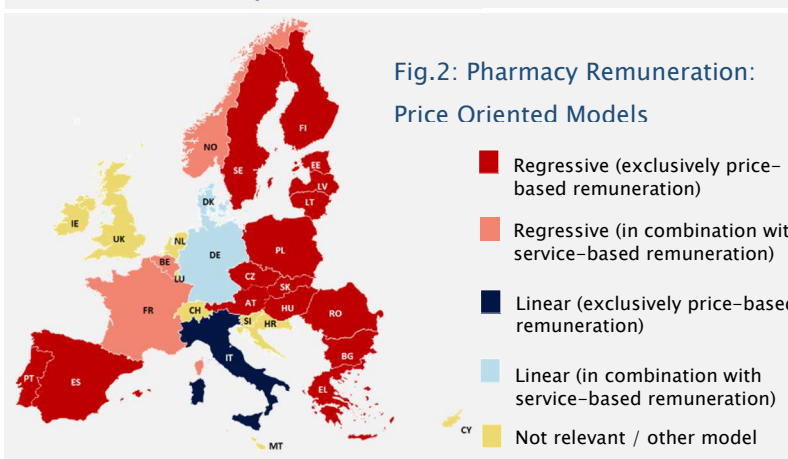 Fig.2: Pharmacy Remuneration:
Price Oriented Models
Regressive (exclusively price-
based remuneration)
Regressive (in combination wit
service-based remuneration)
Linear (exclusively price-based
remuneration)
Linear (in combination with
service-based remuneration)
Not relevant / other model
NO
FI
SE
EE
LV
LT
DK
IE
UK
NL
DE
PL
BE
LU
CZ
SK
FR
CH
AT
HU
RO
SI
HR
IT
BG
PT
ES
EL
MT
CY